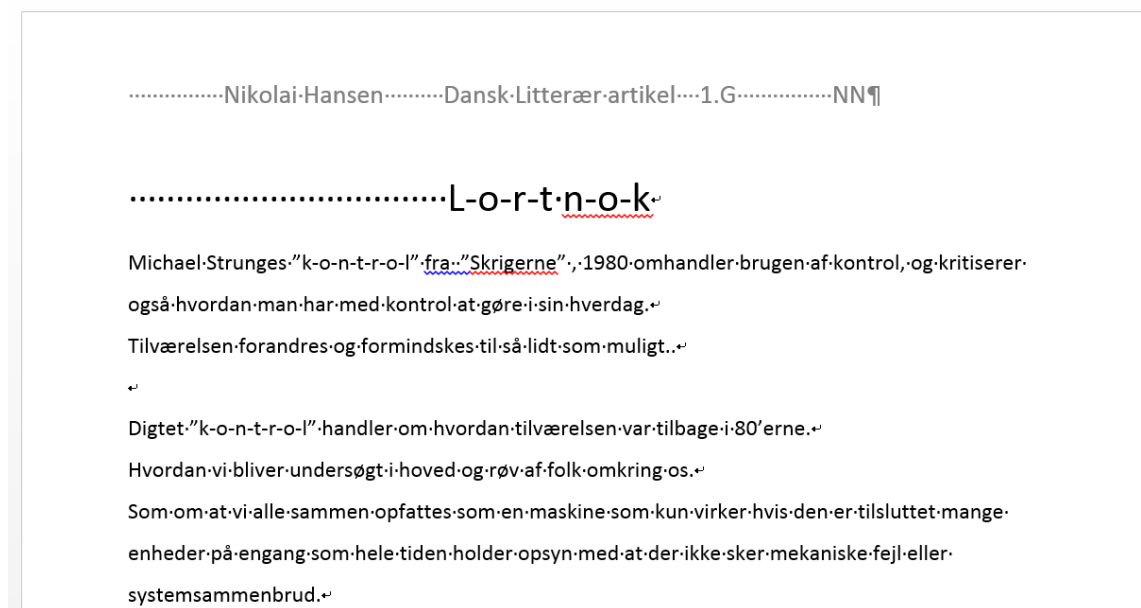 Nikolai Hansen Dansk Litterær artikel 1.G NN¶
L-o-r-t n-o-k
Michael Strunges ”k-o-n-t-r-o-l” fra ”Skrigerne” , 1980 omhandler brugen af kontrol, og kritiserer
også hvordan man har med kontrol at gøre i sin hverdag.
Tilværelsen forandres og formindskes til så lidt som muligt..
Digtet ”k-o-n-t-r-o-l” handler om hvordan tilværelsen var tilbage i 80’erne.
Hvordan vi bliver undersøgt i hoved og røv af folk omkring os.
Som om at vi alle sammen opfattes som en maskine som kun virker hvis den er tilsluttet mange
enheder på engang som hele tiden holder opsyn med at der ikke sker mekaniske fejl eller
systemsammenbrud.